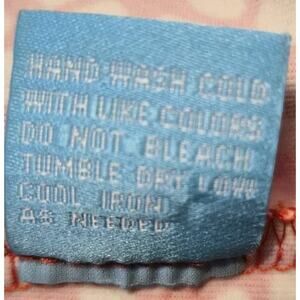 HAND WASH COLD
WITH LIKE COLORS
DO NOT BLEACH
TUMBLE DRY LOW
COOL IRON
AS NEEDED